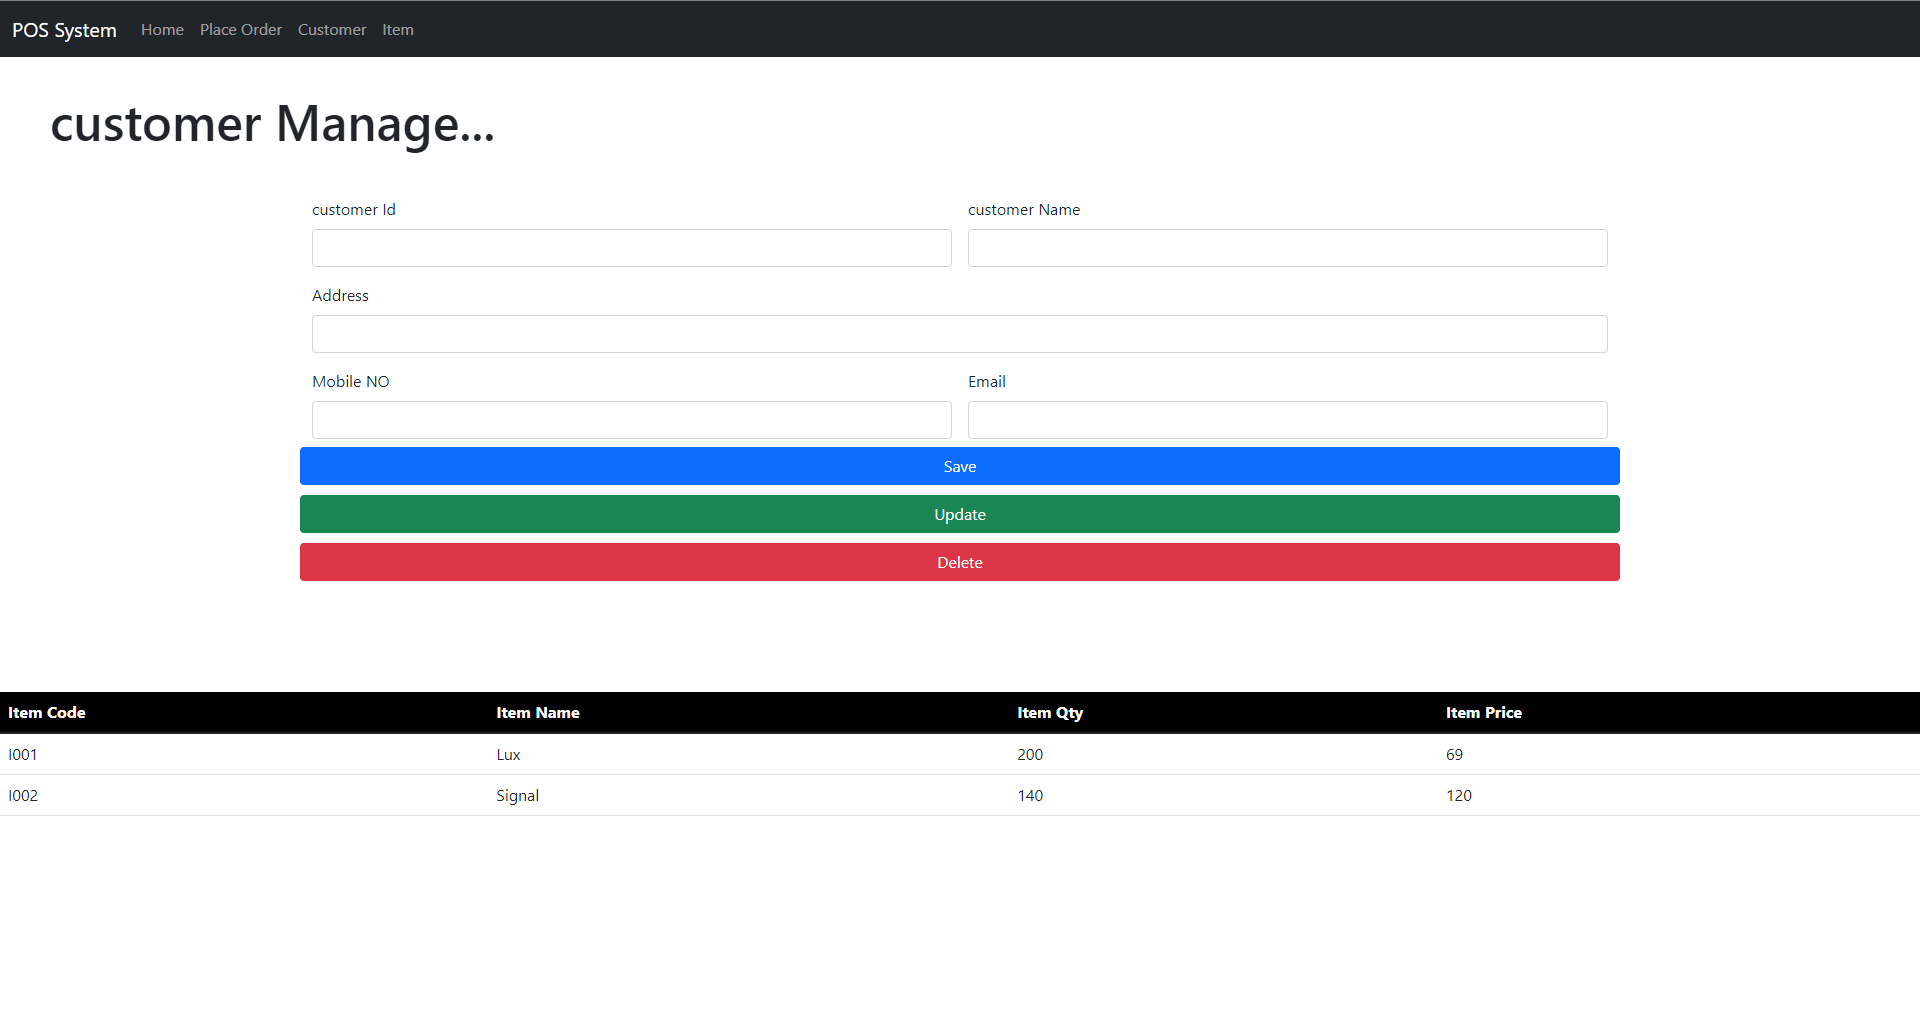 POS System Home Place Order Customer Item
customer Manage...
customer Id customer Name
Address
Mobile NO Email
Save
Update
Delete
Item Code Item Name Item Qty Item Price
I001 Lux 200 69
I002 Signal 140 120